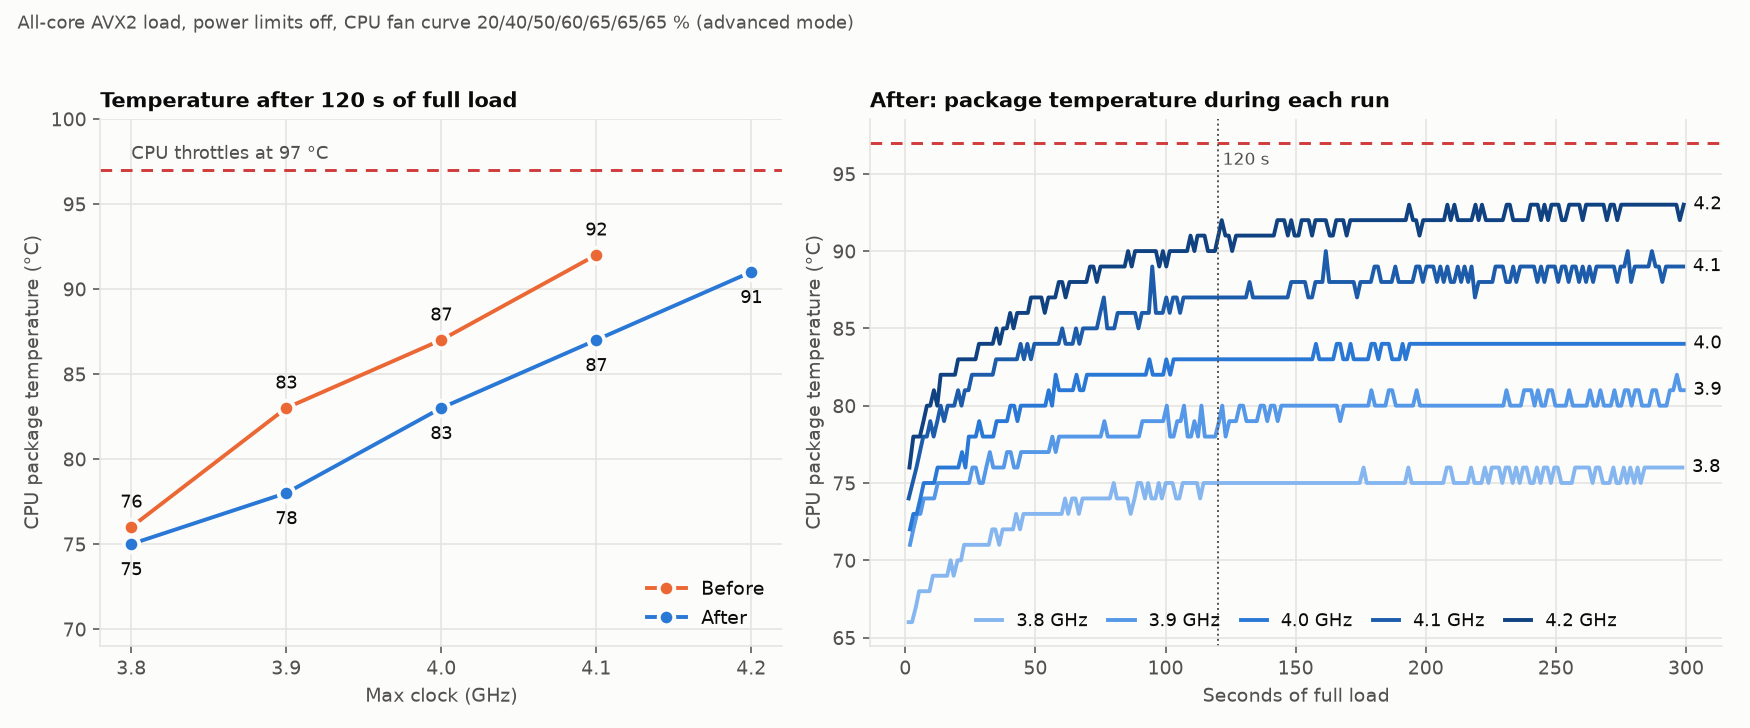 All-core AVX2 load, power limits off, CPU fan curve 20/40/50/60/65/65/65 % (advanced mode)
Temperature after 120 s of full load
100
95
90
85
80
75
70
CPU package temperature (°C)
CPU throttles at 97 °C
76
83
87
92
75
78
83
87
91
Before
After
3.8
3.9
4.0
4.1
4.2
Max clock (GHz)
After: package temperature during each run
95
90
85
80
75
70
65
CPU package temperature (°C)
120 s
4.2
4.1
4.0
3.9
3.8
3.8 GHz
3.9 GHz
4.0 GHz
4.1 GHz
4.2 GHz
0
50
100
150
200
250
300
Seconds of full load